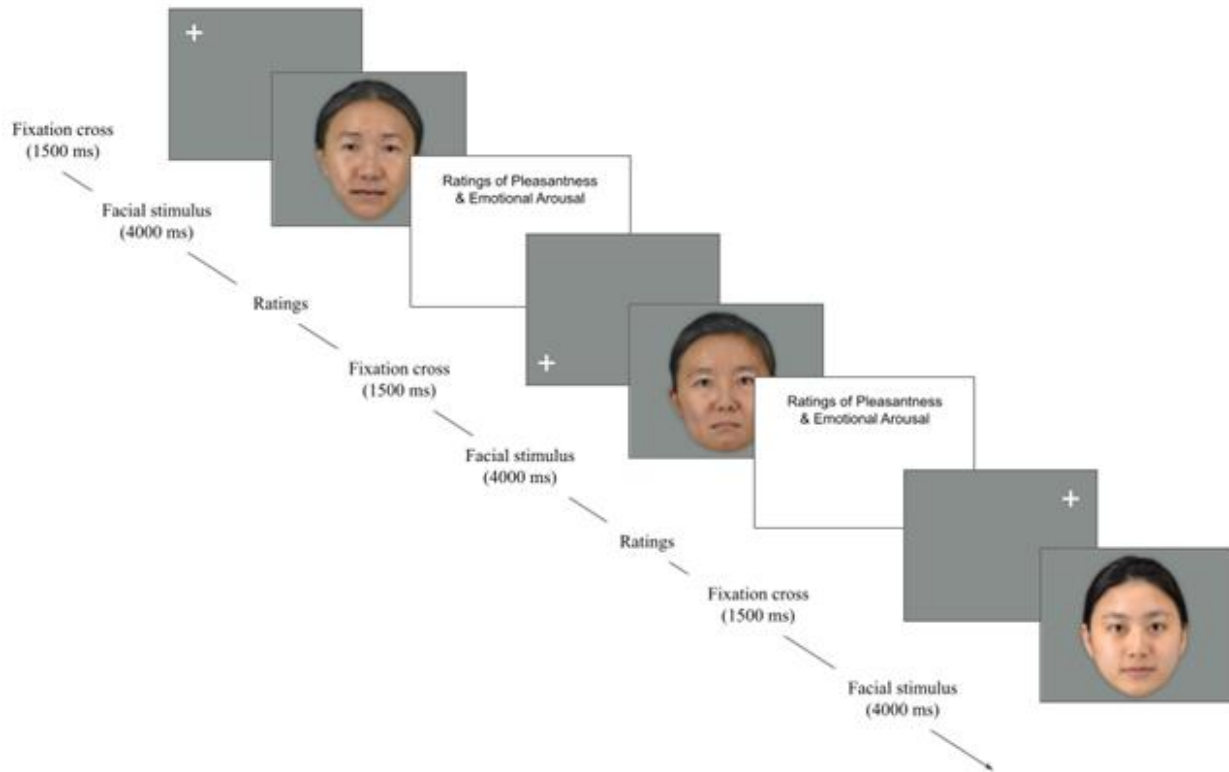 Fixation cross
(1500 ms)
Facial stimulus
(4000 ms)
Ratings
Ratings of Pleasantness
& Emotional Arousal
Fixation cross
(1500 ms)
Facial stimulus
(4000 ms)
Ratings
Ratings of Pleasantness
& Emotional Arousal
Fixation cross
(1500 ms)
Facial stimulus
(4000 ms)